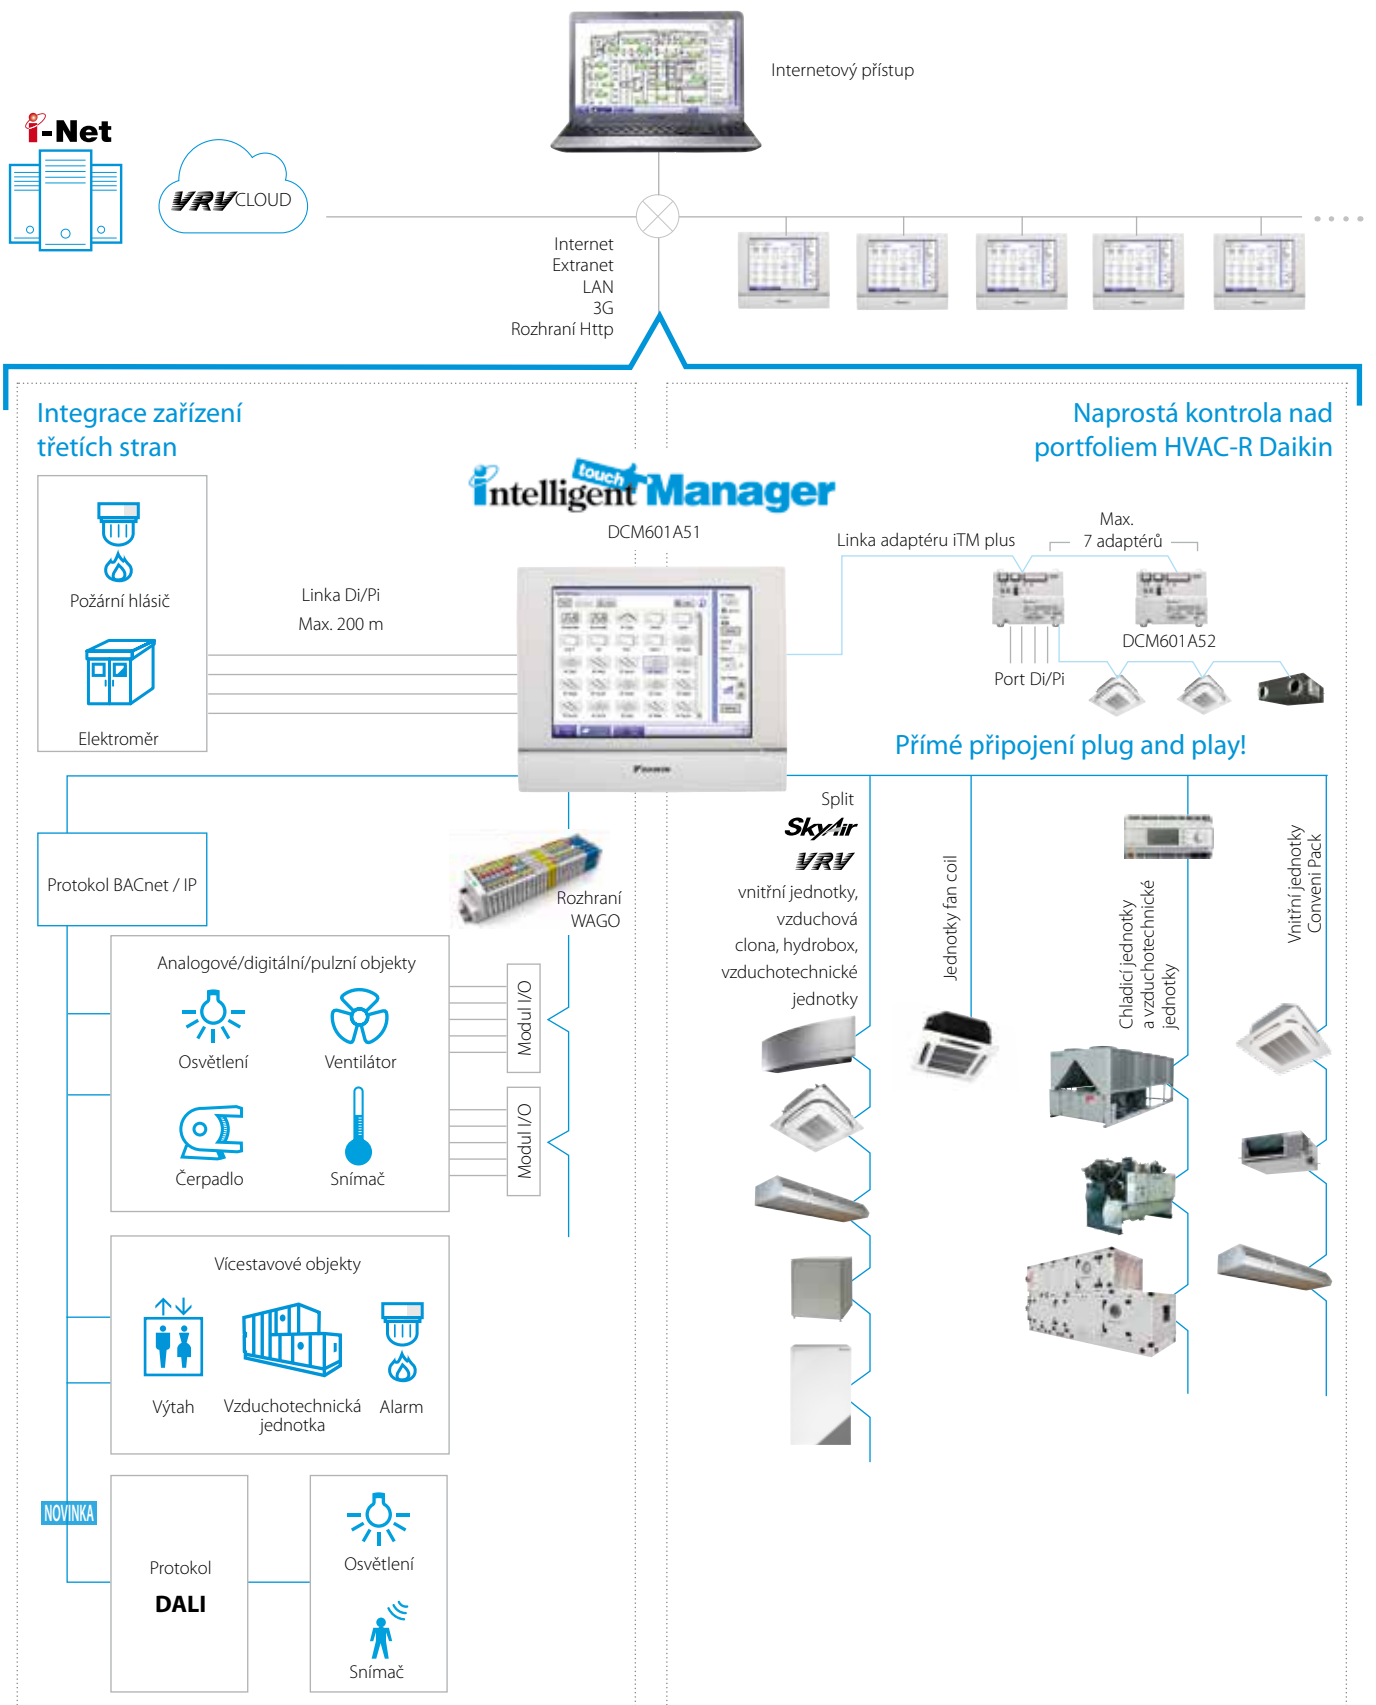 Internetový přístup
i-Net
VRV CLOUD
Internet
Extranet
LAN
3G
Rozhraní Http
Integrace zařízení
třetích stran
Naprostá kontrola nad
portfoliem HVAC-R Daikin
intelligent touch Manager
DCM601A51
Požární hlásič
Elektroměr
Linka Di/Pi
Max. 200 m
Linka adaptéru iTM plus
Max.
7 adaptérů
DCM601A52
Port Di/Pi
DAIKIN
Přímé připojení plug and play!
Protokol BACnet / IP
Rozhraní
WAGO
Analogové/digitální/pulzní objekty
Osvětlení
Ventilátor
Čerpadlo
Snímač
Modul I/O
Modul I/O
Vícestavové objekty
Výtah
Vzduchotechnická
jednotka
Alarm
NOVINKA
Protokol
DALI
Osvětlení
Snímač
Split
SkyAir
VRV
vnitřní jednotky,
vzduchová
clona, hydrobox,
vzduchotechnické
jednotky
Jednotky fan coil
Chladicí jednotky
a vzduchotechnické
jednotky
Vnitřní jednotky
Conveni Pack